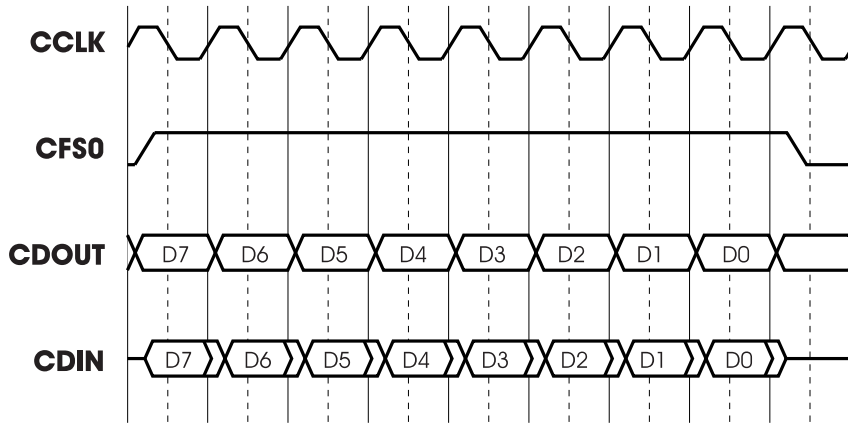 CCLK
CFS0
CDOUT D7 D6 D5 D4 D3 D2 D1 D0
CDIN D7 D6 D5 D4 D3 D2 D1 D0